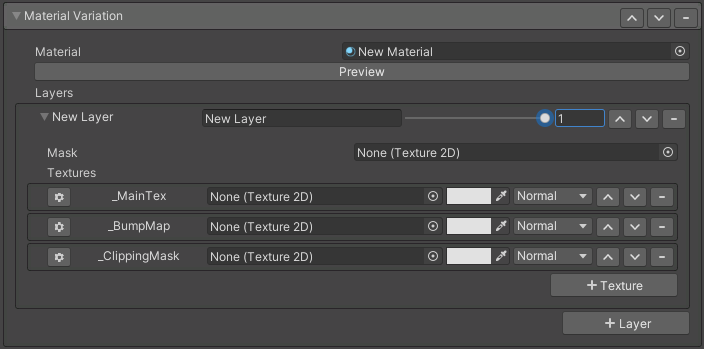 Material Variation
Material New Material
Preview
Layers
New Layer New Layer 1
Mask None (Texture 2D)
Textures
_MainTex None (Texture 2D) Normal
_BumpMap None (Texture 2D) Normal
_ClippingMask None (Texture 2D) Normal
+ Texture
+ Layer